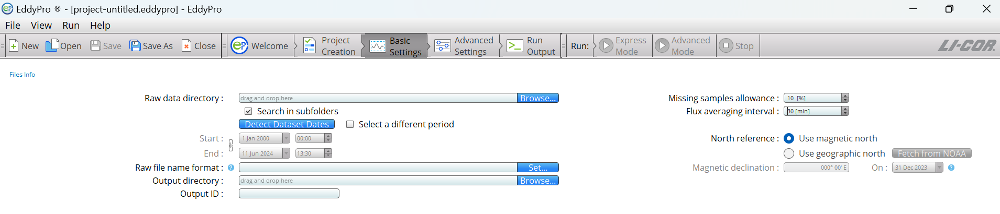 EddyPro ® - [project-untitled.eddypro] - EddyPro
File View Run Help
New Open Save Save As Close Welcome Project Creation Basic Settings Advanced Settings Run Output Run: Express Mode Advanced Mode Stop LI-COR
Files Info
Raw data directory : drag and drop here Browse... Missing samples allowance : 10 [%]
Search in subfolders Flux averaging interval : 30 [min]
Detect Dataset Dates Select a different period
Start : 1 Jan 2000 00:00 North reference : Use magnetic north
End : 11 Jun 2024 13:30 Use geographic north Fetch from NOAA
Raw file name format : ? Set... Magnetic declination : 000° 00' E On : 31 Dec 2023 ?
Output directory : drag and drop here Browse...
Output ID :